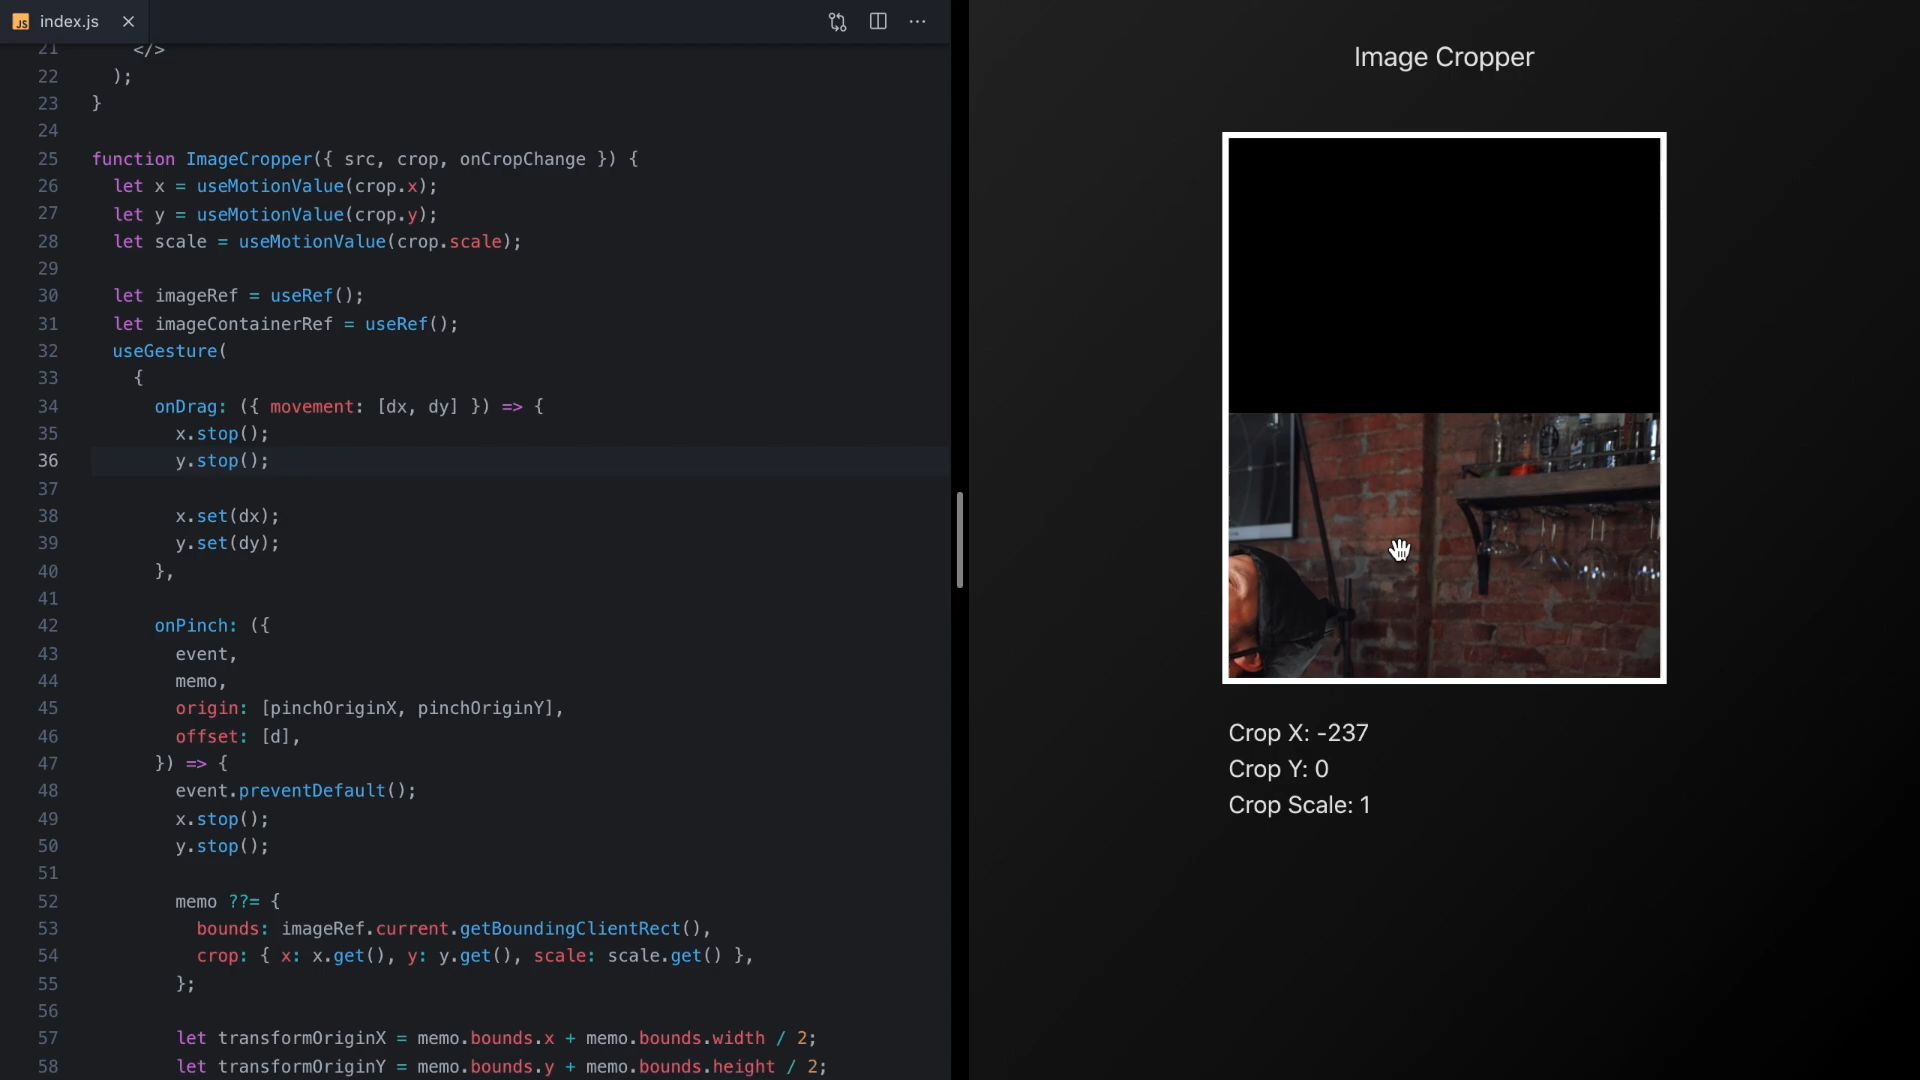 JS index.js
21 </>
22 );
23 }
24
25 function ImageCropper({ src, crop, onCropChange }) {
26 let x = useMotionValue(crop.x);
27 let y = useMotionValue(crop.y);
28 let scale = useMotionValue(crop.scale);
29
30 let imageRef = useRef();
31 let imageContainerRef = useRef();
32 useGesture(
33 {
34 onDrag: ({ movement: [dx, dy] }) => {
35 x.stop();
36 y.stop();
37
38 x.set(dx);
39 y.set(dy);
40 },
41
42 onPinch: ({
43 event,
44 memo,
45 origin: [pinchOriginX, pinchOriginY],
46 offset: [d],
47 }) => {
48 event.preventDefault();
49 x.stop();
50 y.stop();
51
52 memo ??= {
53 bounds: imageRef.current.getBoundingClientRect(),
54 crop: { x: x.get(), y: y.get(), scale: scale.get() },
55 };
56
57 let transformOriginX = memo.bounds.x + memo.bounds.width / 2;
58 let transformOriginY = memo.bounds.y + memo.bounds.height / 2;
Image Cropper
Crop X: -237
Crop Y: 0
Crop Scale: 1